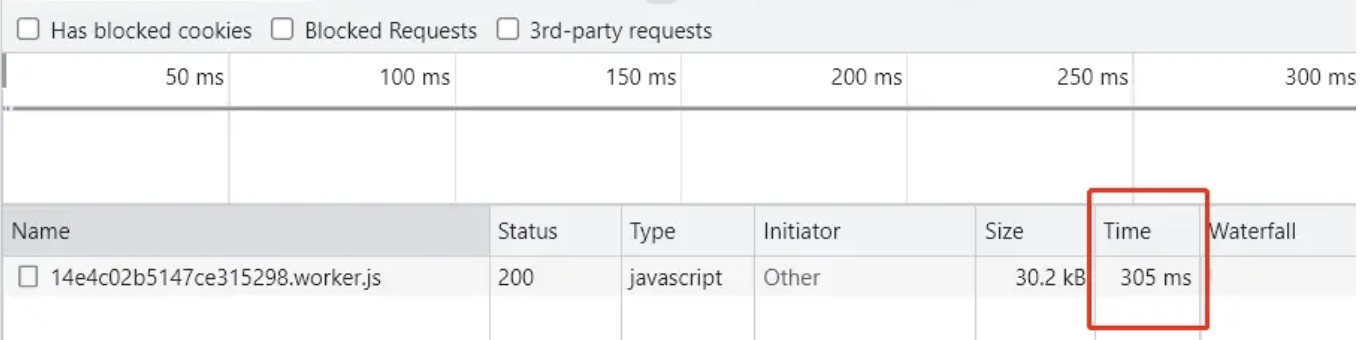 Has blocked cookies Blocked Requests 3rd-party requests
50 ms 100 ms 150 ms 200 ms 250 ms 300 ms
Name Status Type Initiator Size Time Waterfall
14e4c02b5147ce315298.worker.js 200 javascript Other 30.2 kB 305 ms